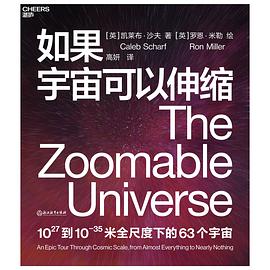 CHEERS
湛庐
如果
宇宙可以伸缩
[英]凯莱布·沙夫 著
Caleb Scharf
[英]罗恩·米勒 绘
Ron Miller
高妍 译
The
Zoomable
Universe
10²⁷到10⁻³⁵米全尺度下的63个宇宙
An Epic Tour Through Cosmic Scale, from Almost Everything to Nearly Nothing